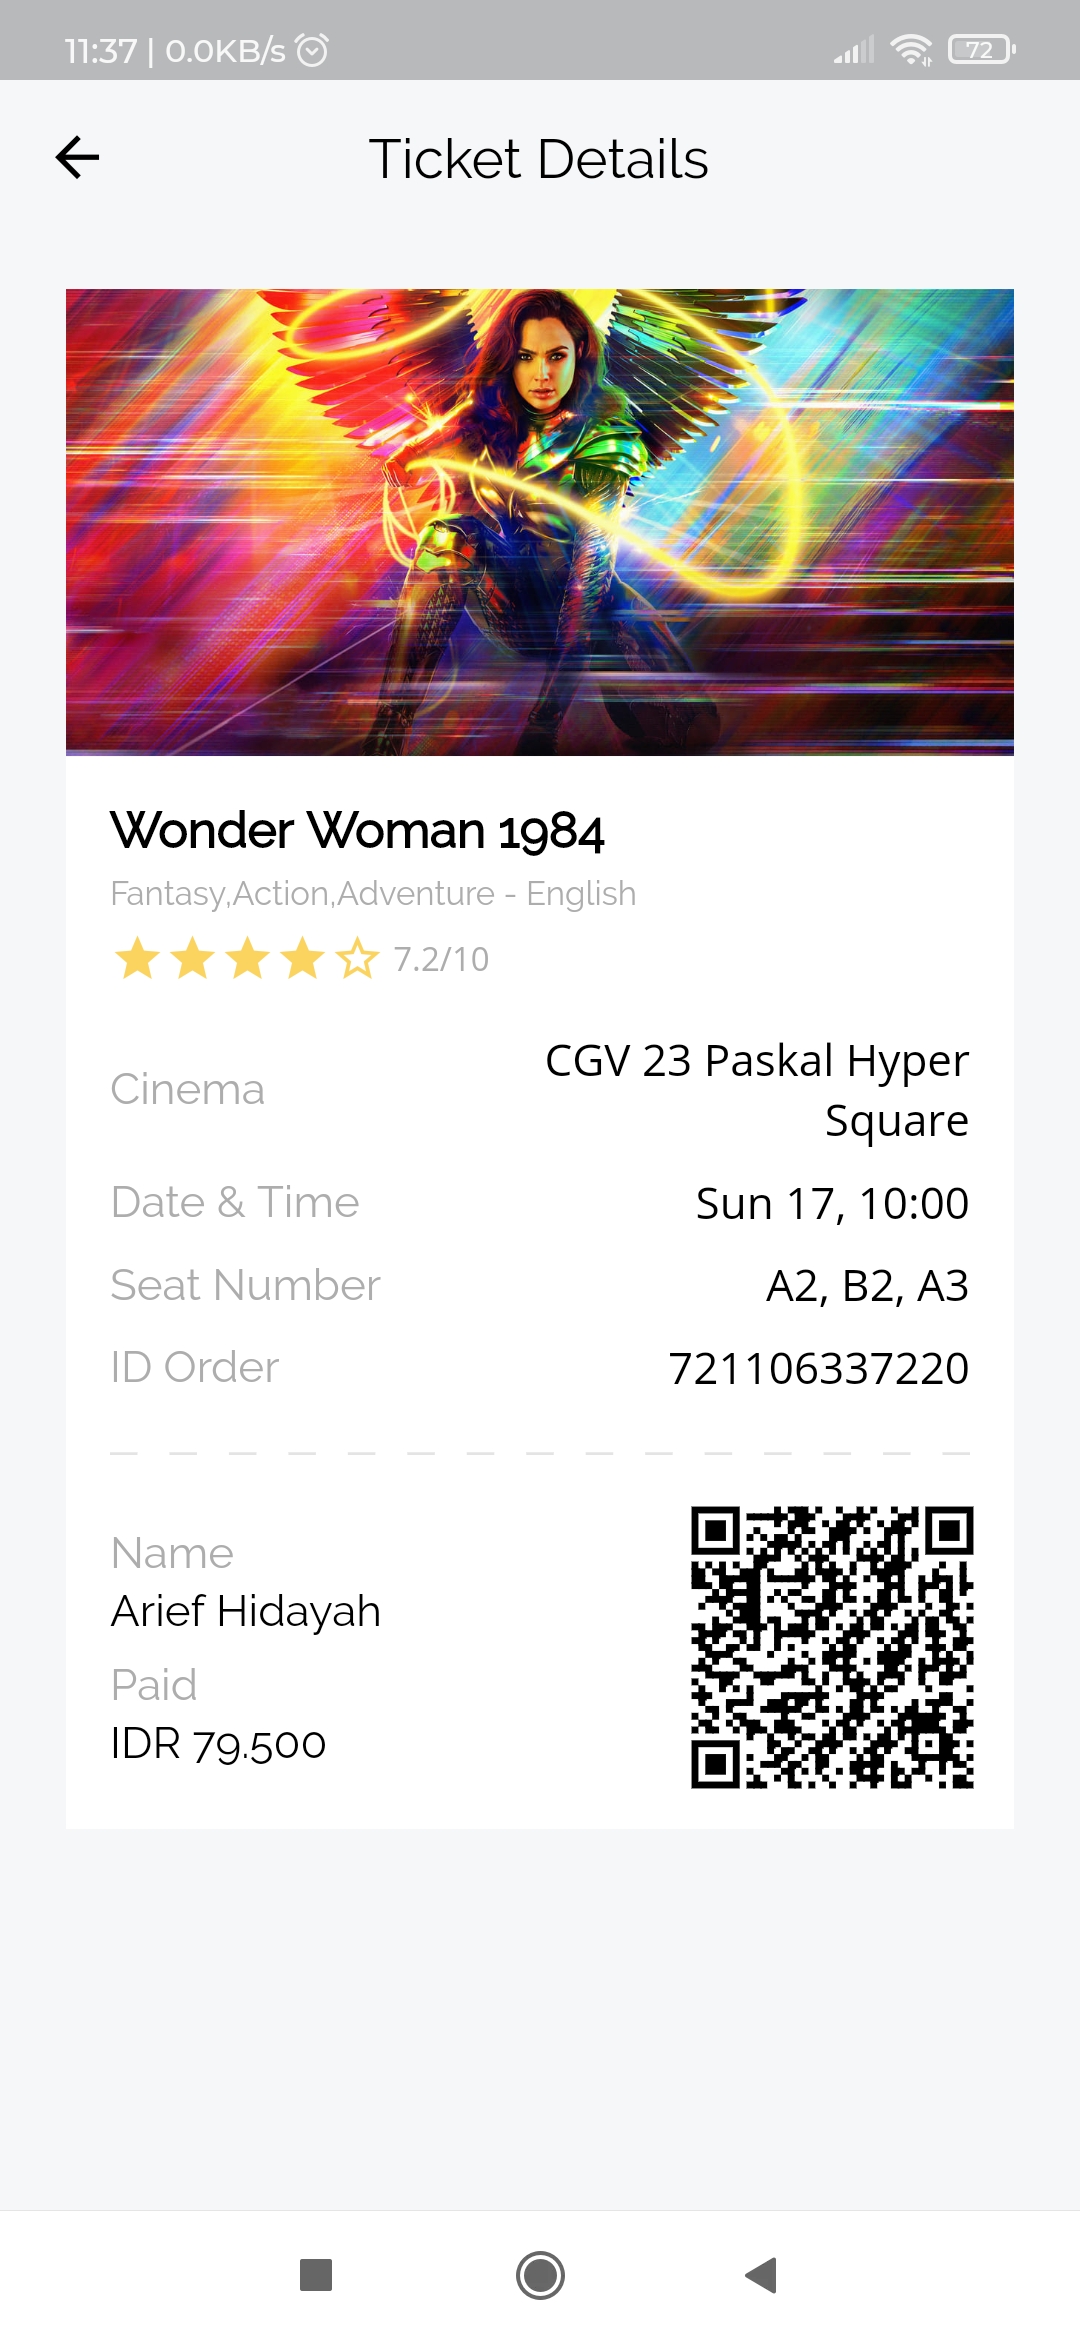 11:37 | 0.0KB/s
72
Ticket Details
Wonder Woman 1984
Fantasy,Action,Adventure - English
7.2/10
Cinema
CGV 23 Paskal Hyper
Square
Date & Time
Sun 17, 10:00
Seat Number
A2, B2, A3
ID Order
721106337220
Name
Arief Hidayah
Paid
IDR 79.500